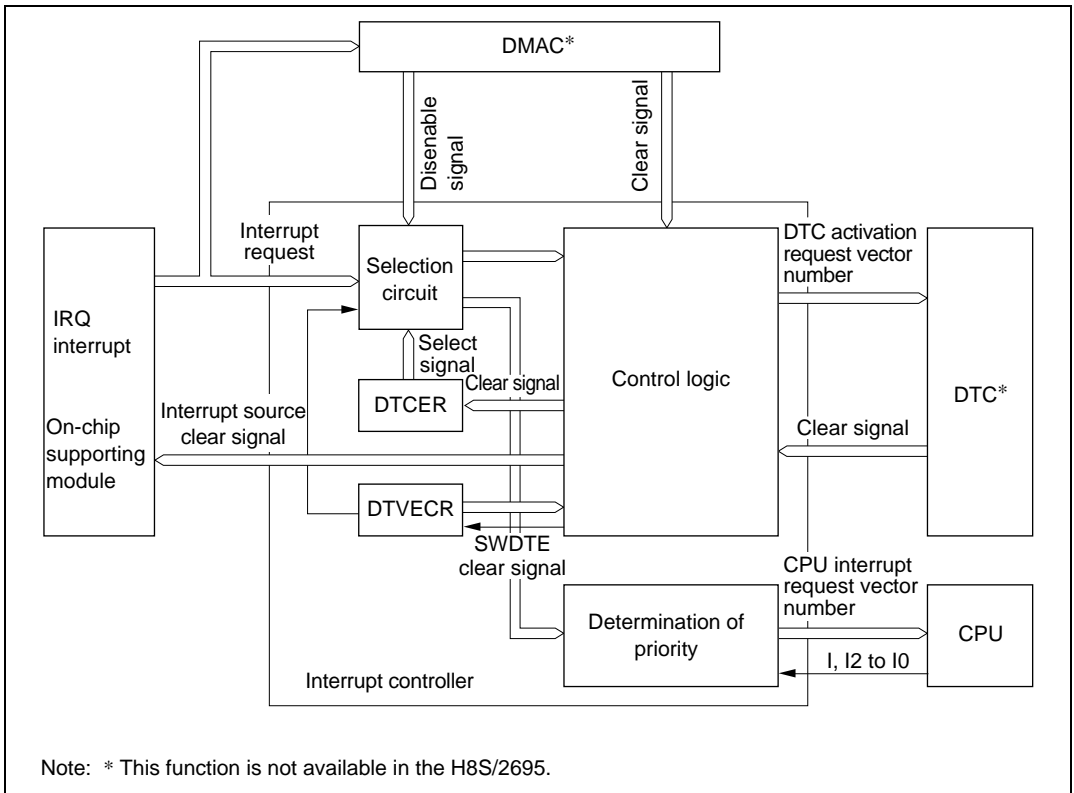 DMAC*
Disenable
signal
Clear signal
Interrupt
request
DTC activation
request vector
number
Selection
circuit
IRQ
interrupt
Select
signal
Control logic
Clear signal
DTCER
DTC*
Interrupt source
clear signal
On-chip
supporting
module
Clear signal
DTVECR
SWDTE
clear signal
CPU interrupt
request vector
number
Determination of
priority
CPU
I, I2 to I0
Interrupt controller
Note: * This function is not available in the H8S/2695.